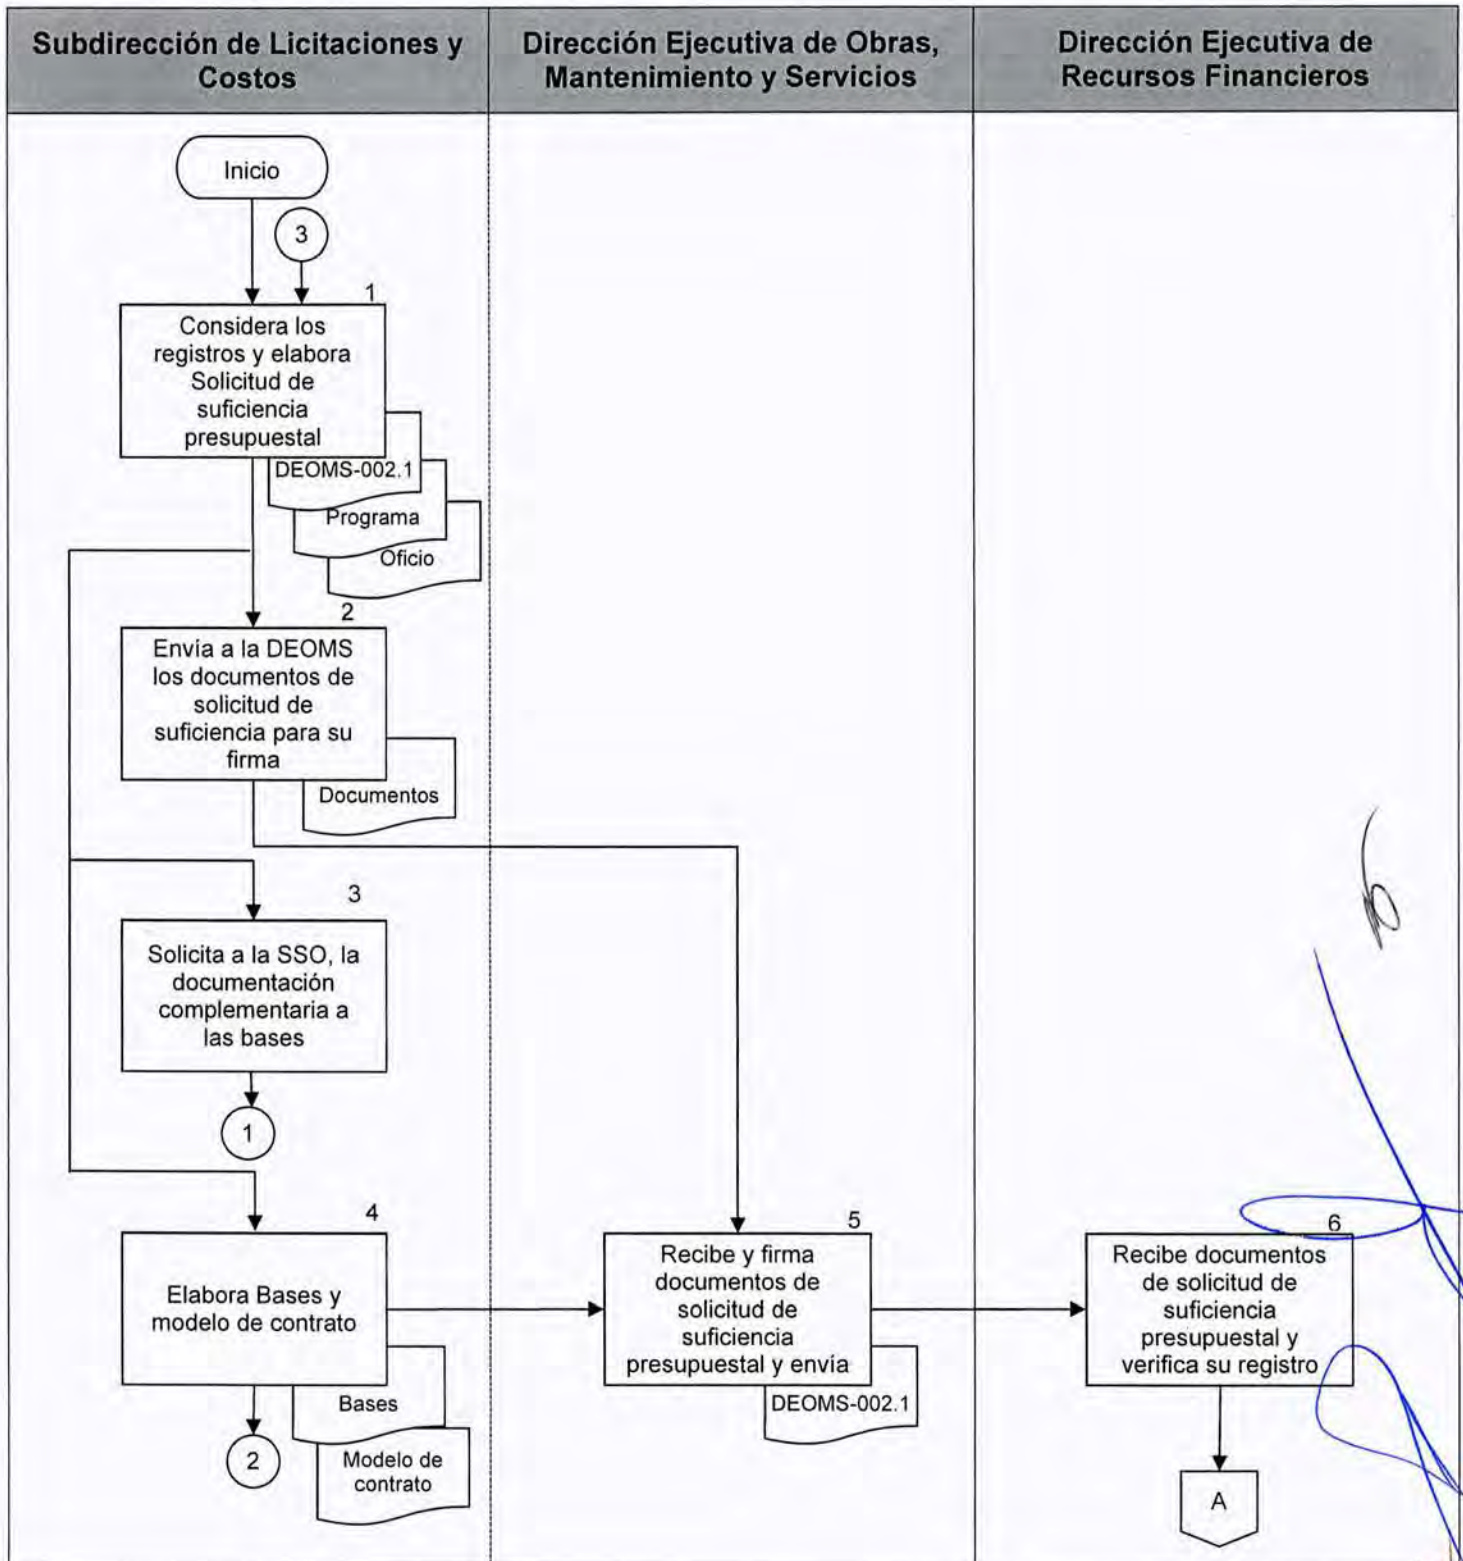 Subdirección de Licitaciones y
Costos
Dirección Ejecutiva de Obras,
Mantenimiento y Servicios
Dirección Ejecutiva de
Recursos Financieros
Inicio
3
1
Considera los
registros y elabora
Solicitud de
suficiencia
presupuestal
DEOMS-002.1
Programa
Oficio
2
Envía a la DEOMS
los documentos de
solicitud de
suficiencia para su
firma
Documentos
3
Solicita a la SSO, la
documentación
complementaria a
las bases
1
4
Elabora Bases y
modelo de contrato
Bases
Modelo de
contrato
2
5
Recibe y firma
documentos de
solicitud de
suficiencia
presupuestal y envía
DEOMS-002.1
6
Recibe documentos
de solicitud de
suficiencia
presupuestal y
verifica su registro
A